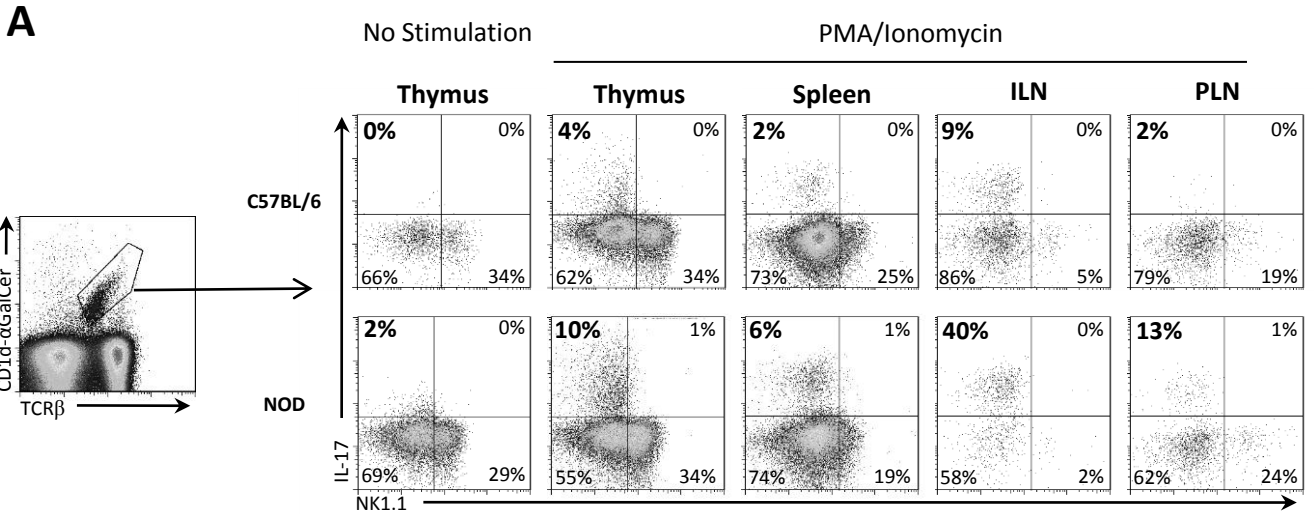 A
No Stimulation
PMA/Ionomycin
Thymus
Thymus
Spleen
ILN
PLN
C57BL/6
0%
0%
66%
34%
4%
0%
62%
34%
2%
0%
73%
25%
9%
0%
86%
5%
2%
0%
79%
19%
CD1d-αGalCer
TCRβ
NOD
IL-17
2%
0%
69%
29%
10%
1%
55%
34%
6%
1%
74%
19%
40%
0%
58%
2%
13%
1%
62%
24%
NK1.1